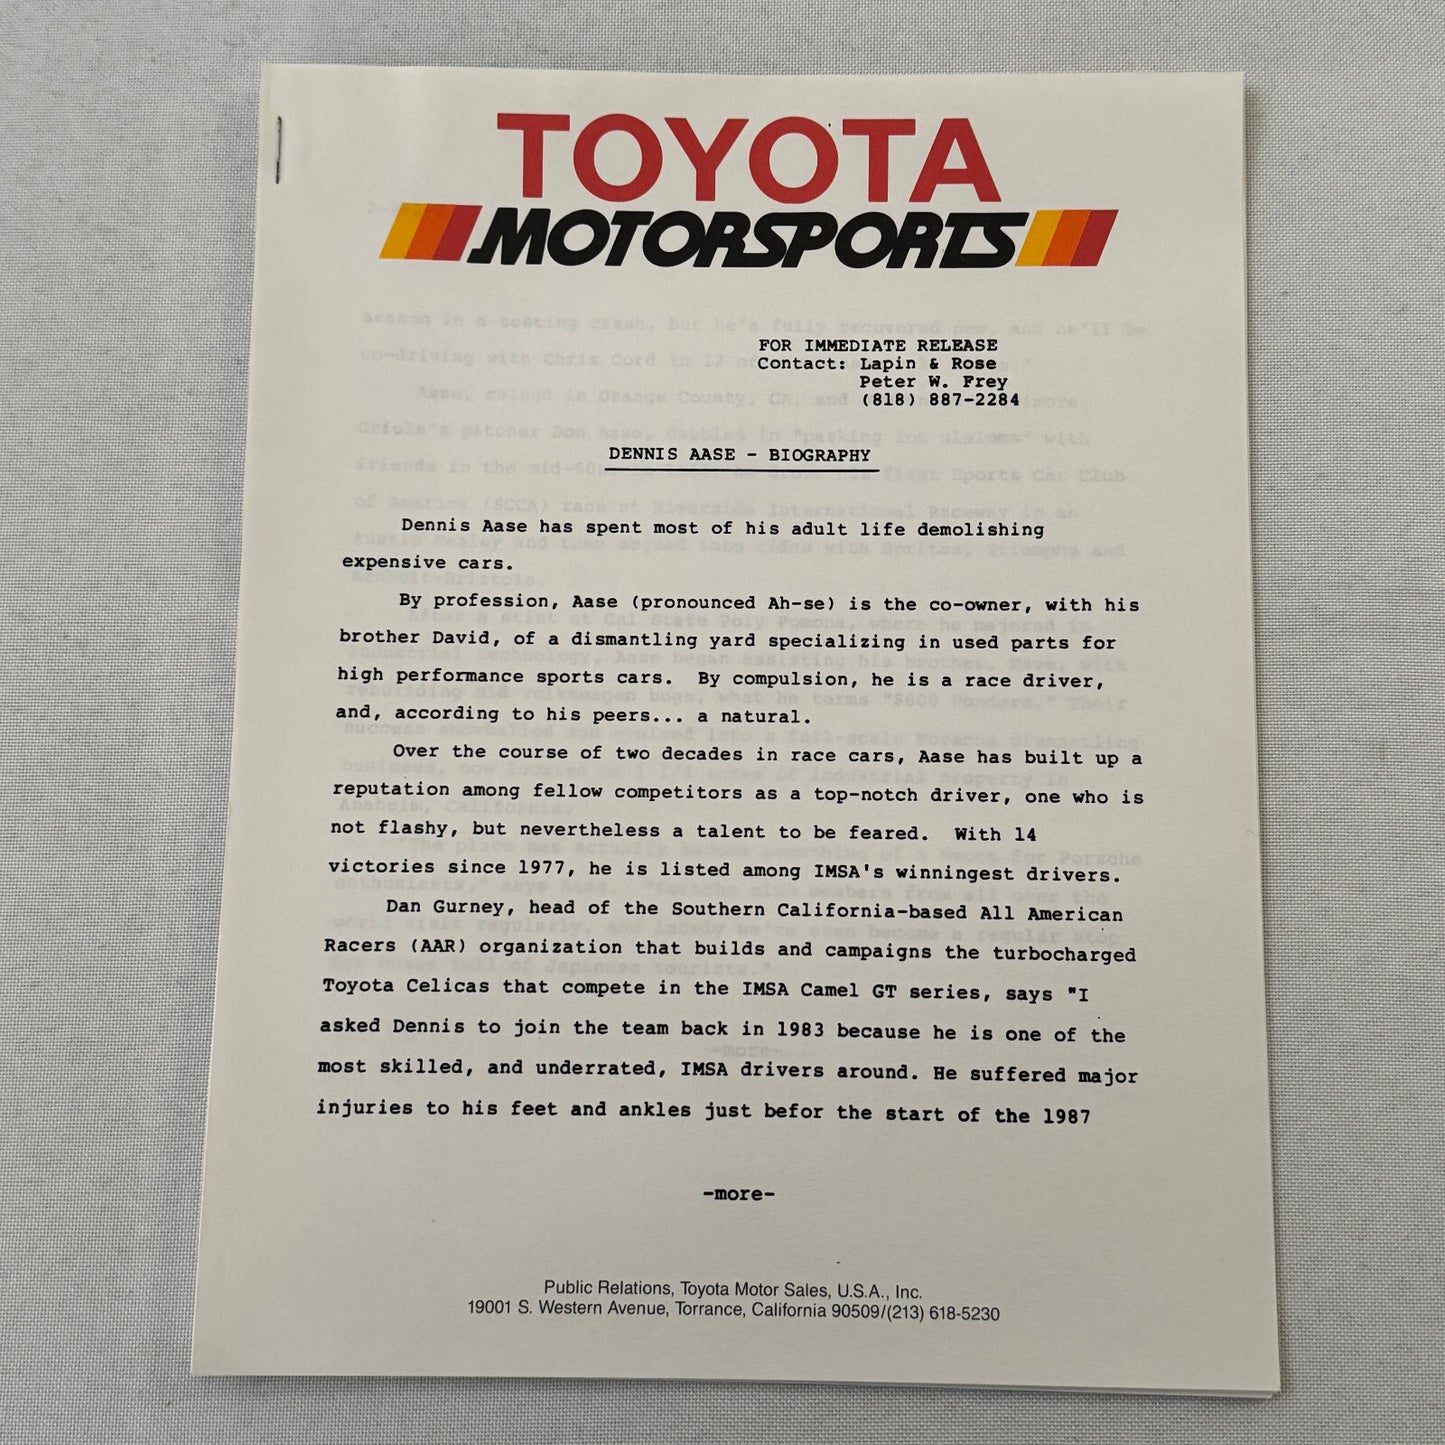 TOYOTA
MOTORSPORTS
FOR IMMEDIATE RELEASE
Contact: Lapin & Rose
Peter W. Frey
(818) 887-2284
DENNIS AASE - BIOGRAPHY
Dennis Aase has spent most of his adult life demolishing
expensive cars.
By profession, Aase (pronounced Ah-se) is the co-owner, with his
brother David, of a dismantling yard specializing in used parts for
high performance sports cars. By compulsion, he is a race driver,
and, according to his peers... a natural.
Over the course of two decades in race cars, Aase has built up a
reputation among fellow competitors as a top-notch driver, one who is
not flashy, but nevertheless a talent to be feared. With 14
victories since 1977, he is listed among IMSA's winningest drivers.
Dan Gurney, head of the Southern California-based All American
Racers (AAR) organization that builds and campaigns the turbocharged
Toyota Celicas that compete in the IMSA Camel GT series, says "I
asked Dennis to join the team back in 1983 because he is one of the
most skilled, and underrated, IMSA drivers around. He suffered major
injuries to his feet and ankles just befor the start of the 1987
-more-
Public Relations, Toyota Motor Sales, U.S.A., Inc.
19001 S. Western Avenue, Torrance, California 90509/(213) 618-5230